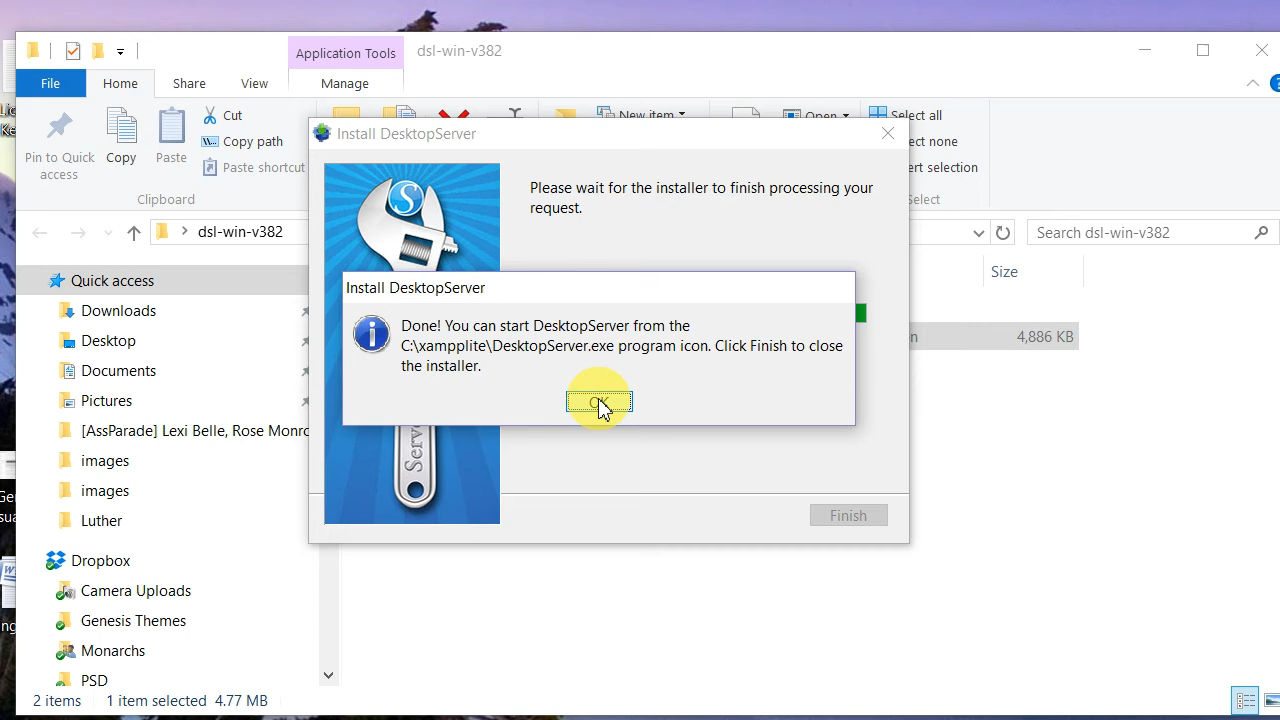 Application Tools
dsl-win-v382
File
Home
Share
View
Manage
Pin to Quick
access
Copy
Paste
Cut
Copy path
Paste shortcut
New item
Open
Select all
ect none
ert selection
Clipboard
Select
dsl-win-v382
Search dsl-win-v382
Install DesktopServer
Please wait for the installer to finish processing your
request.
Install DesktopServer
Done! You can start DesktopServer from the
C:\xampplite\DesktopServer.exe program icon. Click Finish to close
the installer.
OK
S
Server
Finish
Size
4,886 KB
Quick access
Downloads
Desktop
Documents
Pictures
[AssParade] Lexi Belle, Rose Monro
images
images
Luther
Dropbox
Camera Uploads
Genesis Themes
Monarchs
PSD
2 items
1 item selected 4.77 MB